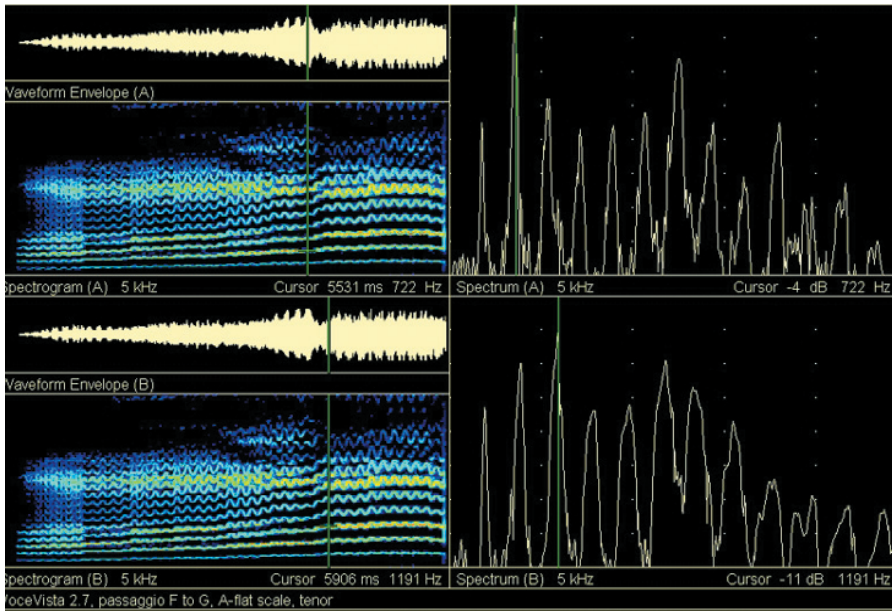 Waveform Envelope (A)
Spectrogram (A) 5 kHz Cursor 5531 ms 722 Hz
Spectrum (A) 5 kHz Cursor -4 dB 722 Hz
Waveform Envelope (B)
Spectrogram (B) 5 kHz Cursor 5906 ms 1191 Hz
Spectrum (B) 5 kHz Cursor -11 dB 1191 Hz
VoceVista 2.7, passaggio F to G, A-flat scale, tenor